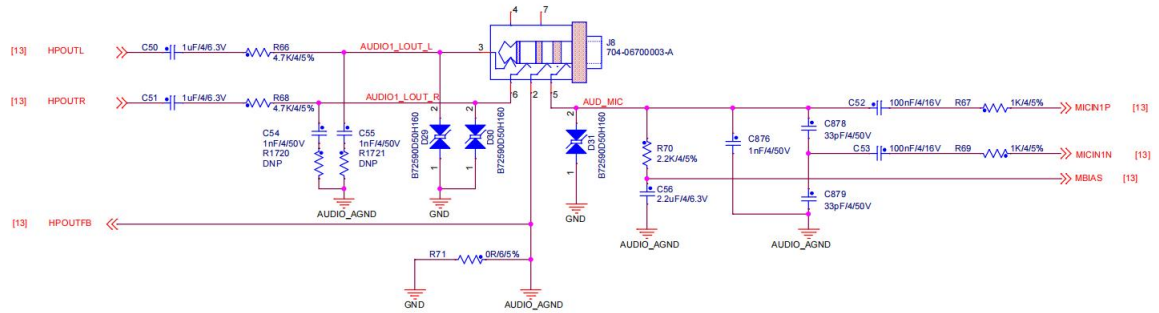 4 7
J8
704-06700003-A
[13] HPOUTL C50 1uF/4/6.3V R66 AUDIO1_LOUT_L 3
4.7K/4/5%
[13] HPOUTR C51 1uF/4/6.3V R68 AUDIO1_LOUT_R 6 2 5 AUD_MIC
4.7K/4/5%
C52 100nF/4/16V R67 1K/4/5% MICIN1P [13]
C54
1nF/4/50V
R1720
DNP
C55
1nF/4/50V
R1721
DNP
2
D29
B72590D50H160
1
2
D30
B72590D50H160
1
2
D31
B72590D50H160
1
R70
2.2K/4/5%
C876
1nF/4/50V
C878
33pF/4/50V
C53 100nF/4/16V R69 1K/4/5% MICIN1N [13]
MBIAS [13]
C56
2.2uF/4/6.3V
C879
33pF/4/50V
AUDIO_AGND
GND
GND
AUDIO_AGND
AUDIO_AGND
[13] HPOUTFB
R71 0R/6/5%
GND
AUDIO_AGND